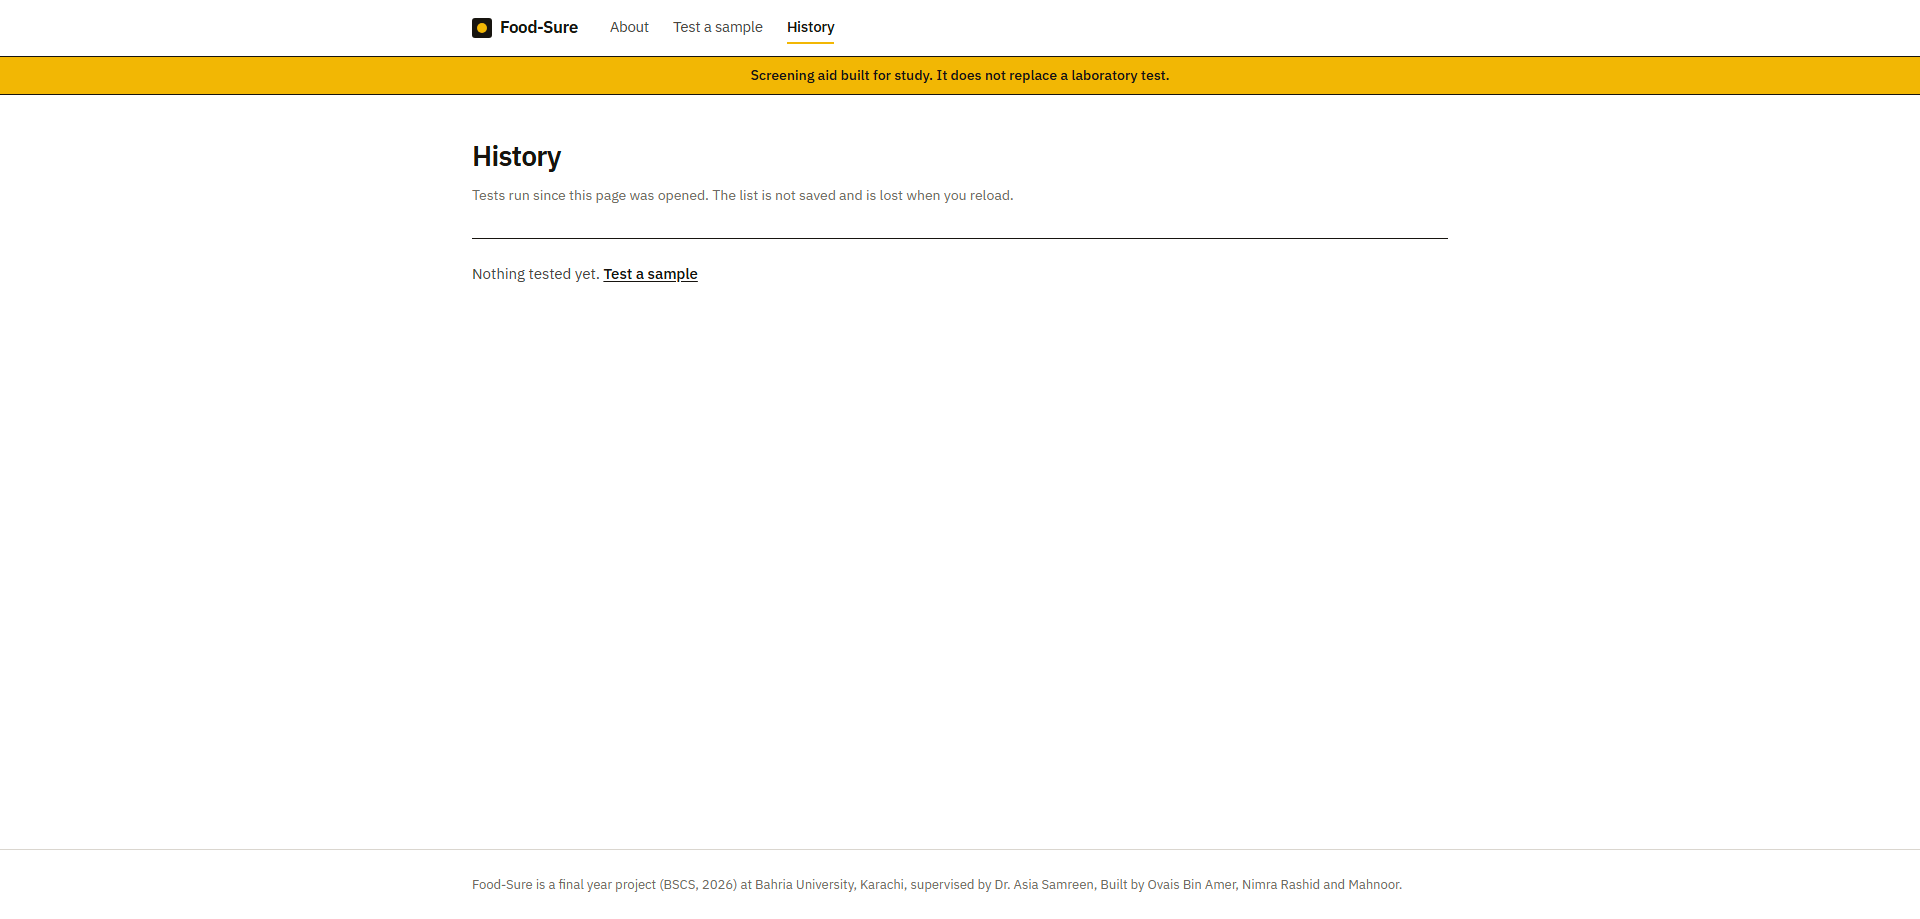 Food-Sure About Test a sample History
Screening aid built for study. It does not replace a laboratory test.
History
Tests run since this page was opened. The list is not saved and is lost when you reload.
Nothing tested yet. Test a sample
Food-Sure is a final year project (BSCS, 2026) at Bahria University, Karachi, supervised by Dr. Asia Samreen, Built by Ovais Bin Amer, Nimra Rashid and Mahnoor.